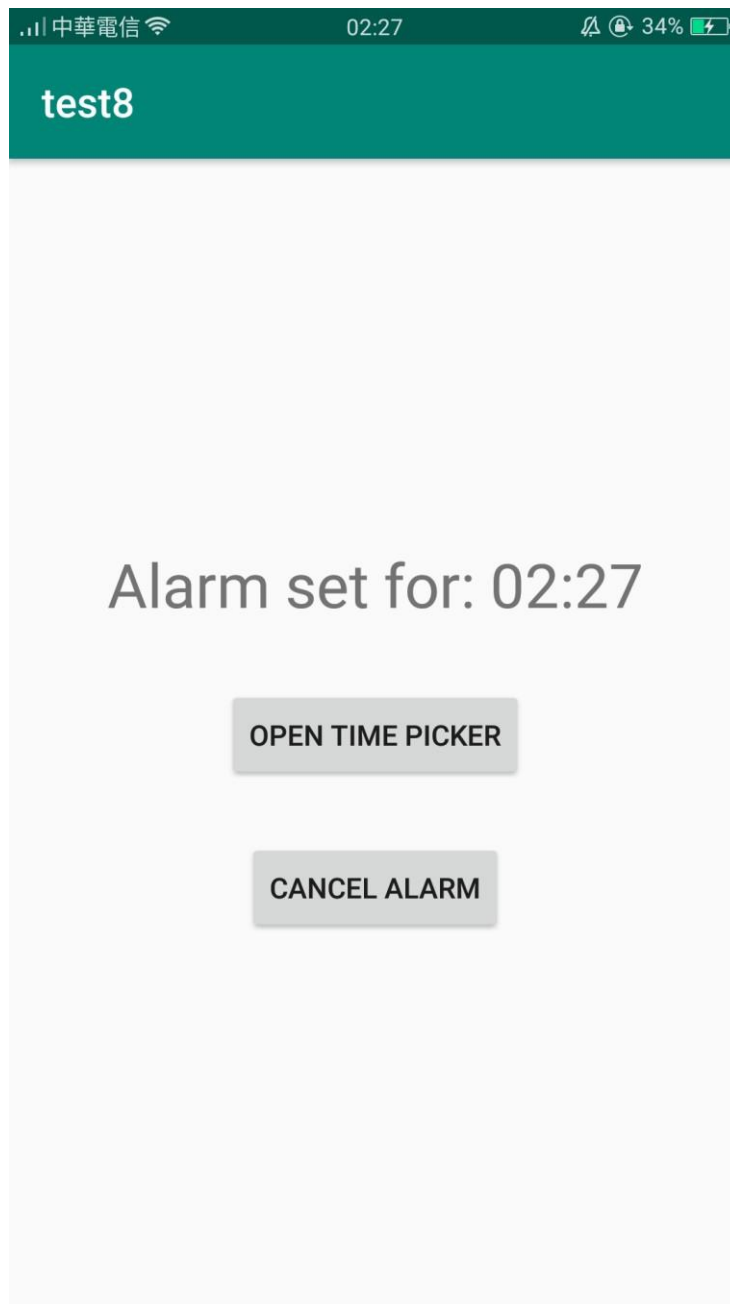 中華電信 02:27 34%
test8
Alarm set for: 02:27
OPEN TIME PICKER
CANCEL ALARM